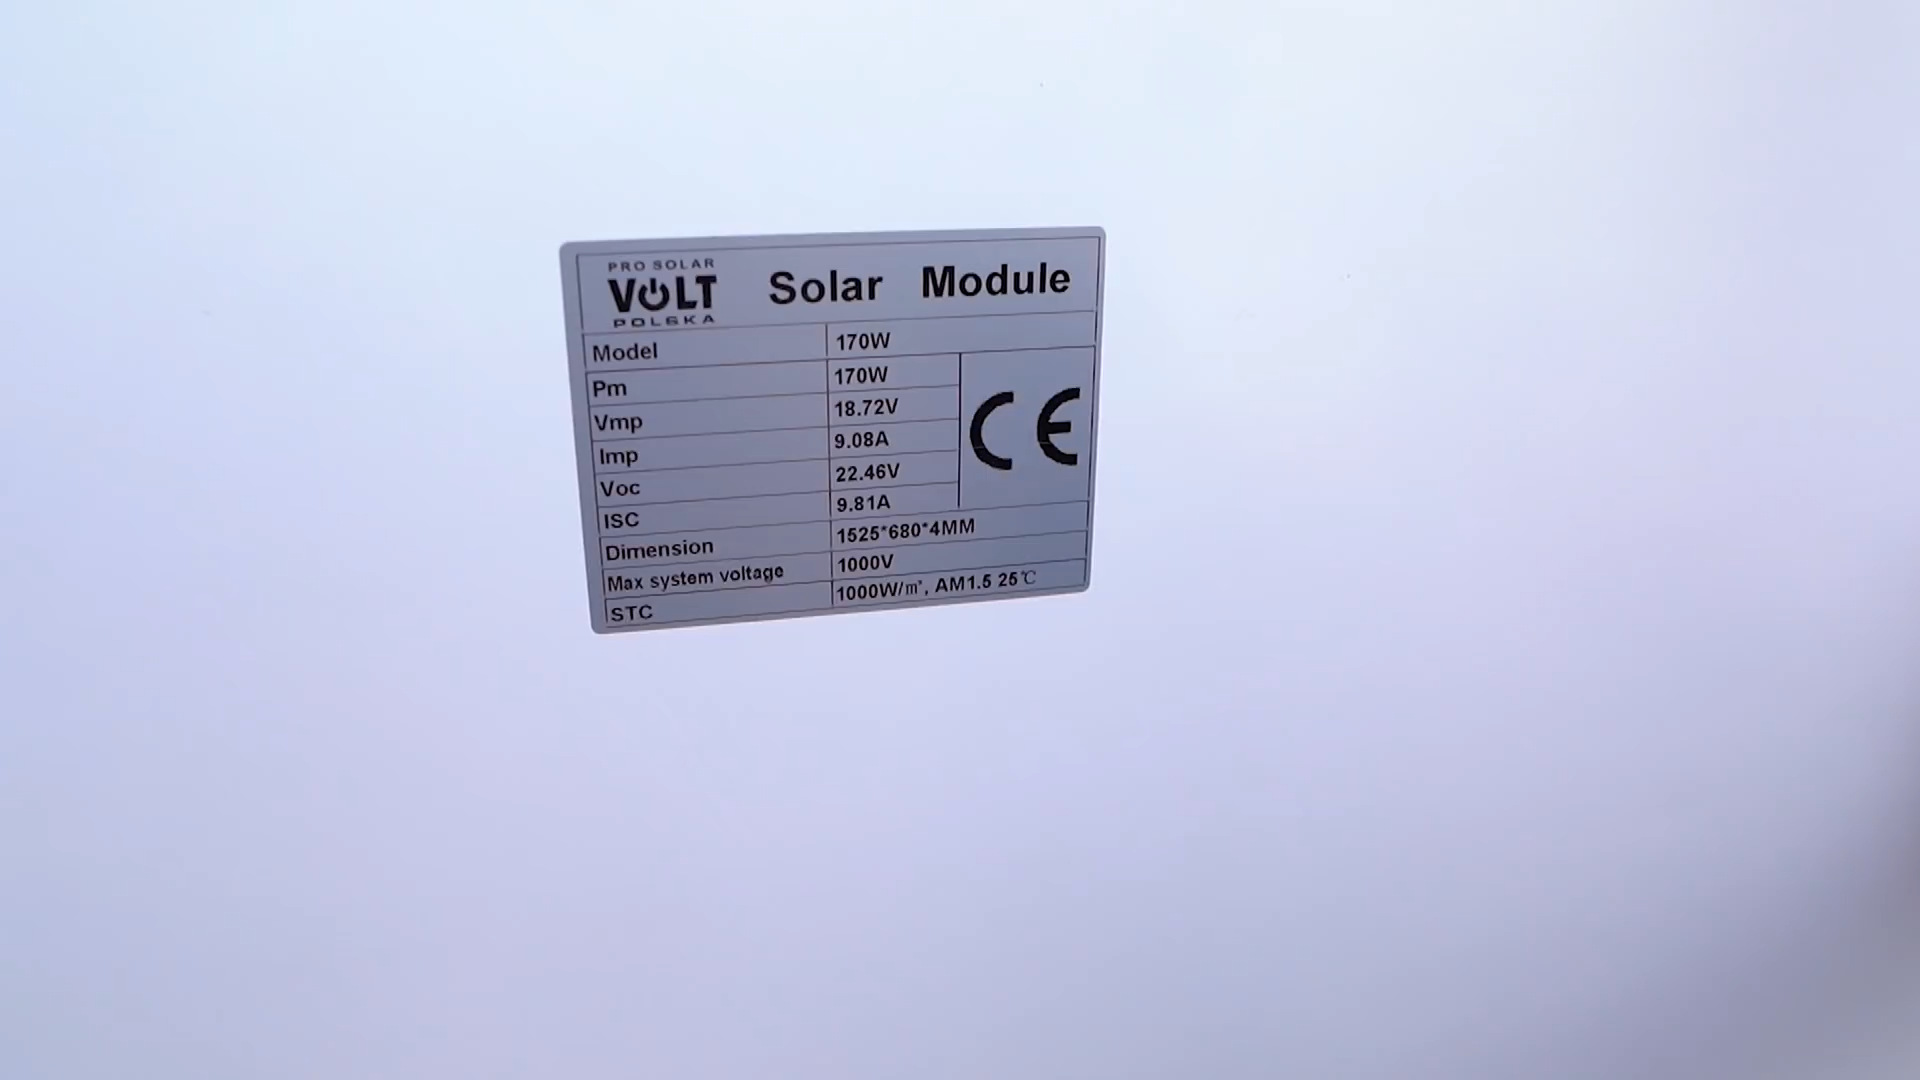 PRO SOLAR
VOLT
POLSKA
Solar Module
Model 170W
Pm 170W
Vmp 18.72V
Imp 9.08A
Voc 22.46V
ISC 9.81A
Dimension 1525*680*4MM
Max system voltage 1000V
STC 1000W/㎡, AM1.5 25℃
CE